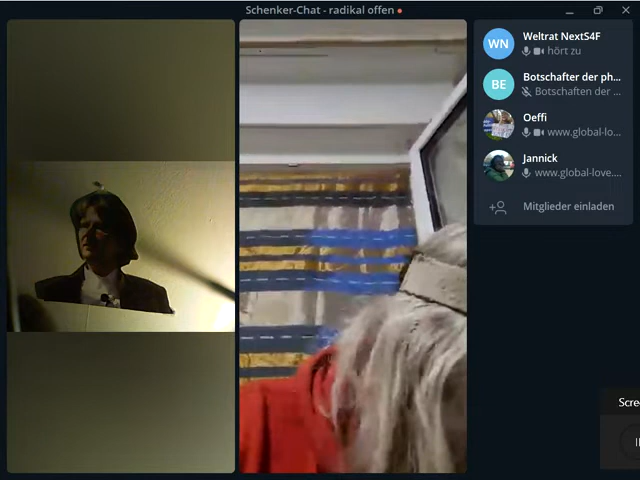 Schenker-Chat - radikal offen
WN
Weltrat NextS4F
hört zu
BE
Botschafter der ph...
Botschaften der ...
Oeffi
www.global-lo...
Jannick
www.global-love....
Mitglieder einladen
Scre